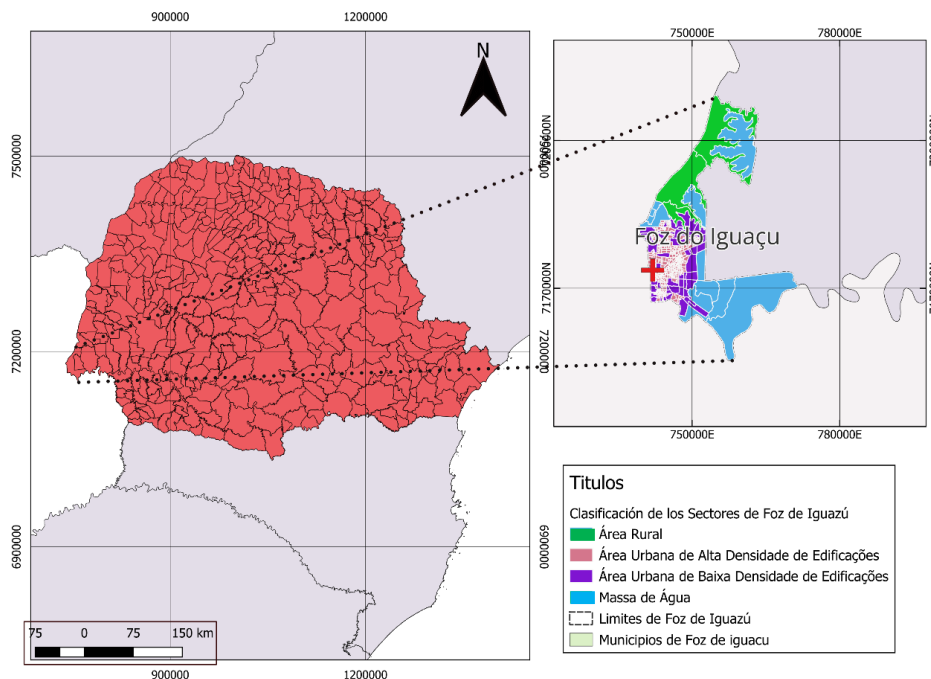 900000
1200000
N
750000E
780000E
7500000
7200000
6900000
Foz do Iguaçu
7200000
6900000
750000E
780000E
75 0 75 150 km
900000
1200000
Titulos
Clasificación de los Sectores de Foz de Iguazú
Área Rural
Área Urbana de Alta Densidade de Edificações
Área Urbana de Baixa Densidade de Edificações
Massa de Água
Limites de Foz de Iguazú
Municipios de Foz de iguacu